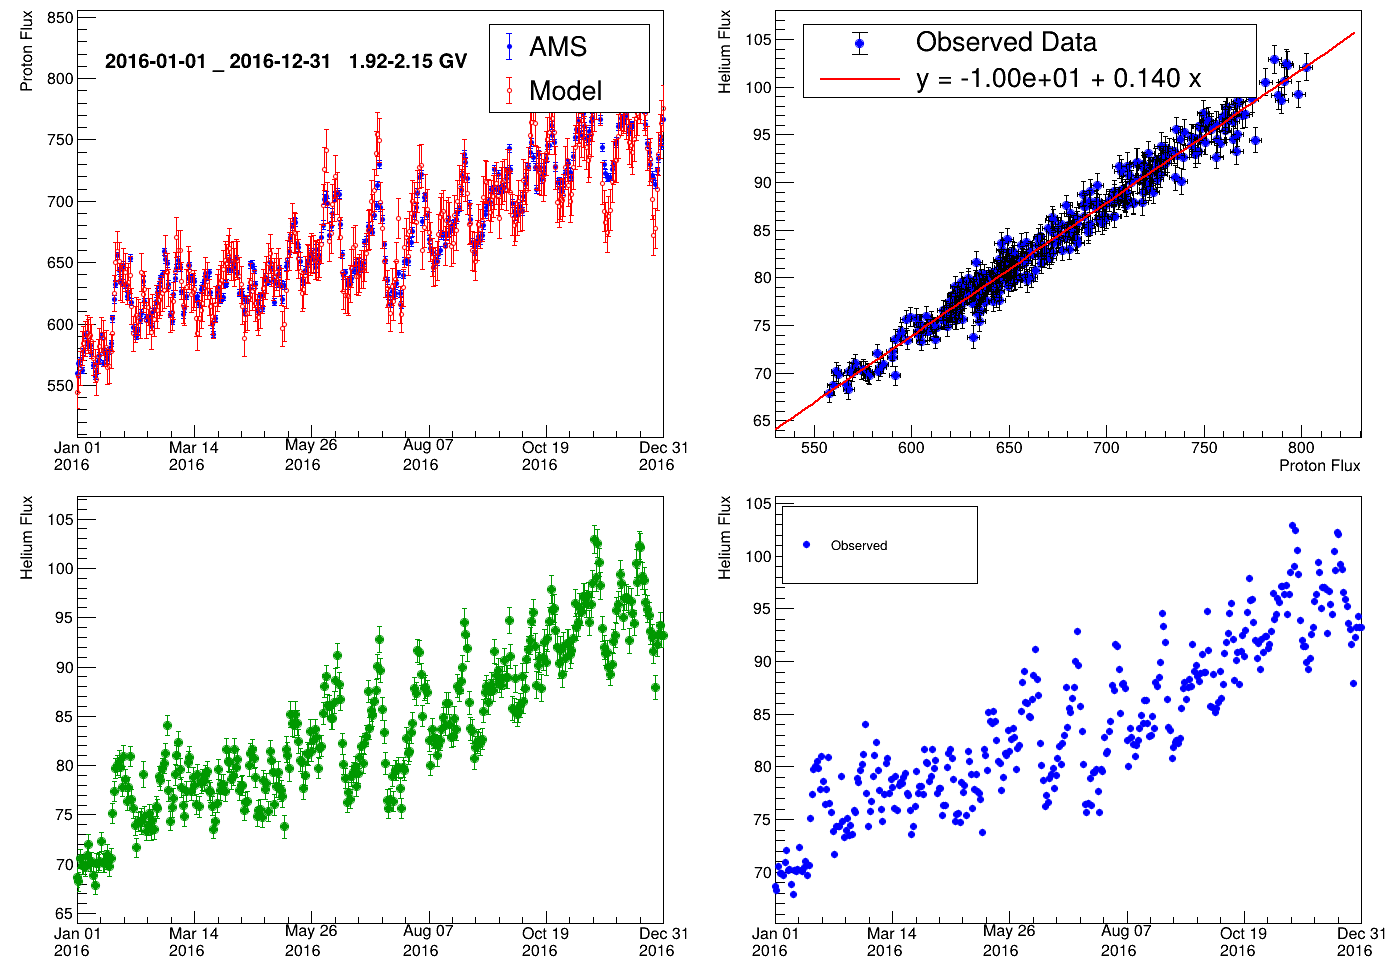 Proton Flux
850
800
750
700
650
600
550
2016-01-01 _ 2016-12-31 1.92-2.15 GV
AMS
Model
Jan 01
2016
Mar 14
2016
May 26
2016
Aug 07
2016
Oct 19
2016
Dec 31
2016
Helium Flux
105
100
95
90
85
80
75
70
65
Observed Data
y = -1.00e+01 + 0.140 x
550
600
650
700
750
800
Proton Flux
Helium Flux
105
100
95
90
85
80
75
70
65
Jan 01
2016
Mar 14
2016
May 26
2016
Aug 07
2016
Oct 19
2016
Dec 31
2016
Helium Flux
105
100
95
90
85
80
75
70
Observed
Jan 01
2016
Mar 14
2016
May 26
2016
Aug 07
2016
Oct 19
2016
Dec 31
2016